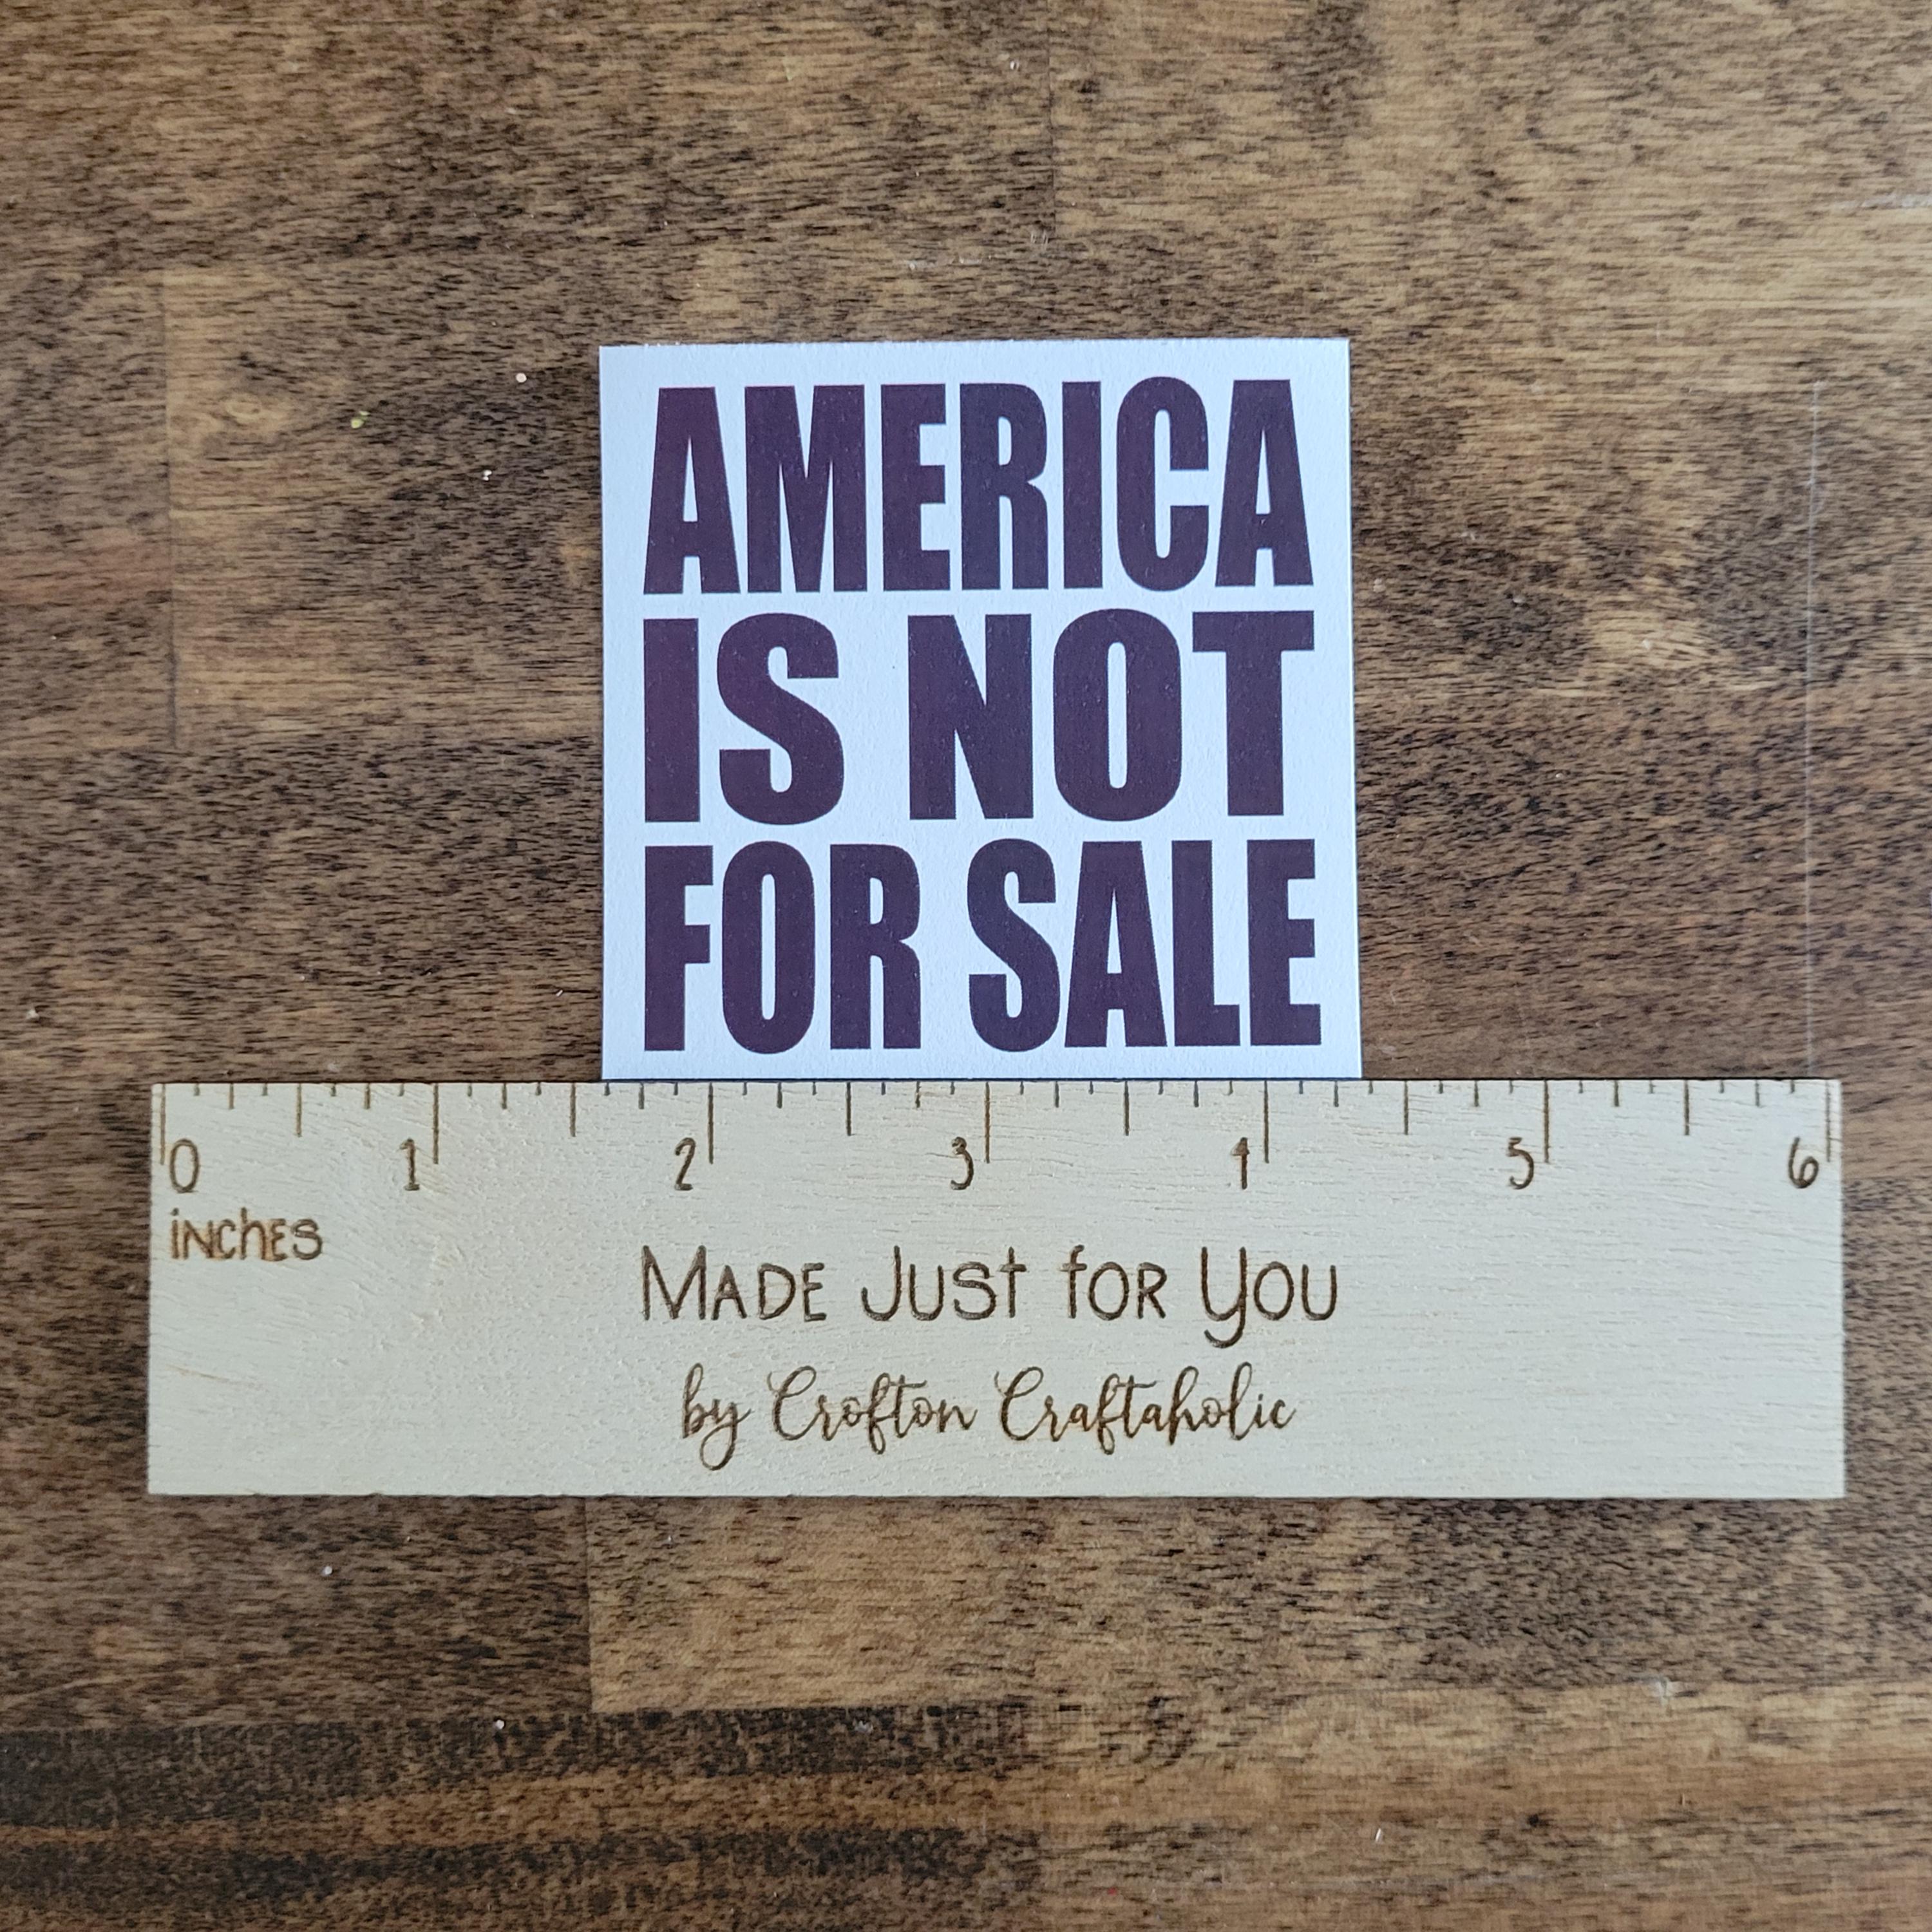 AMERICA
IS NOT
FOR SALE
0 1 2 3 4 5 6
inches
Made Just for You
by Crofton Craftaholic